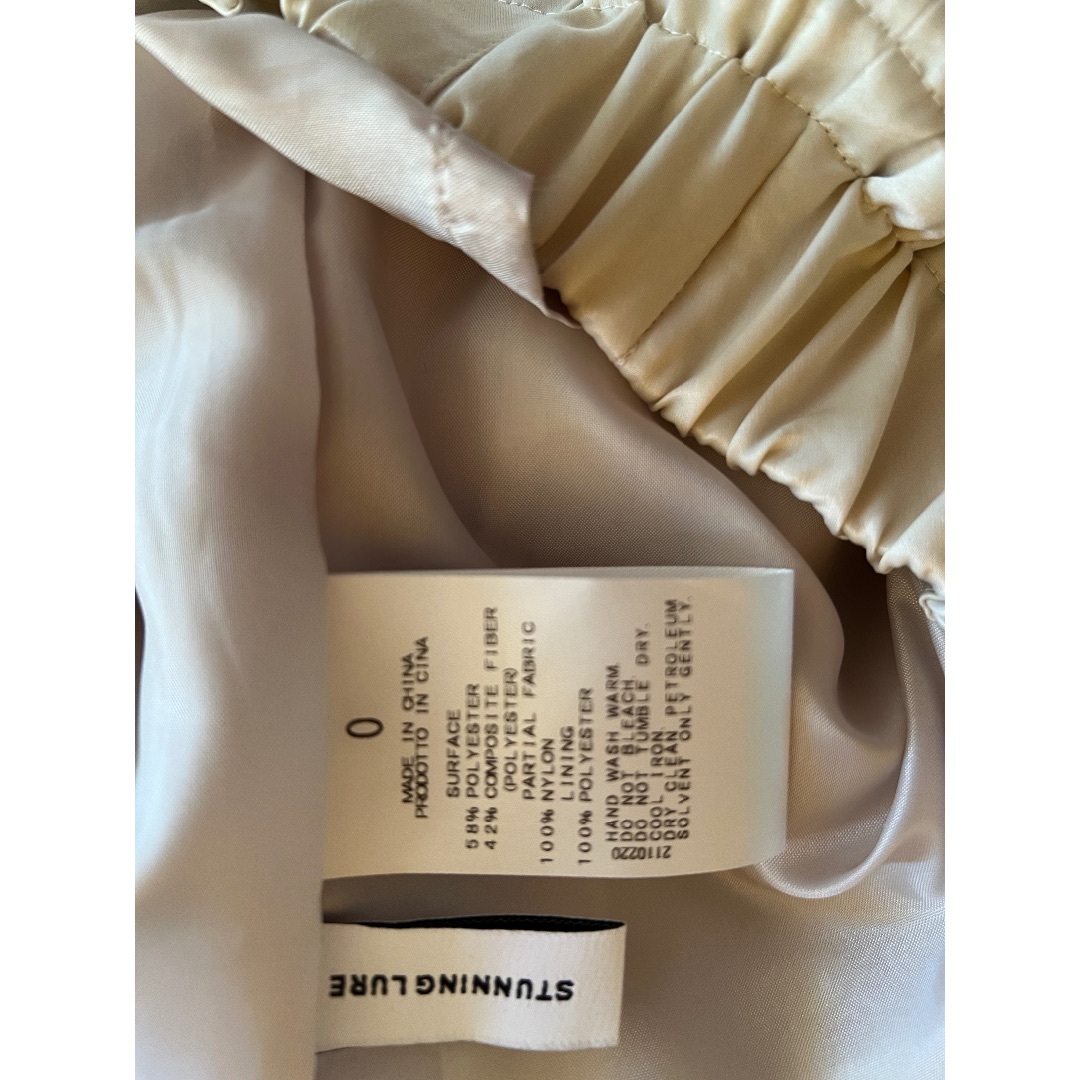 0
MADE IN CHINA
PRODOTTO IN CINA
SURFACE
58% POLYESTER
42% COMPOSITE FIBER
(POLYESTER)
PARTIAL FABRIC
100% NYLON
LINING
100% POLYESTER
HAND WASH WARM.
DO NOT BLEACH.
DO NOT TUMBLE DRY.
COOL IRON.
DRY CLEAN PETROLEUM
SOLVENT ONLY GENTLY.
2110220
STUNNING LURE